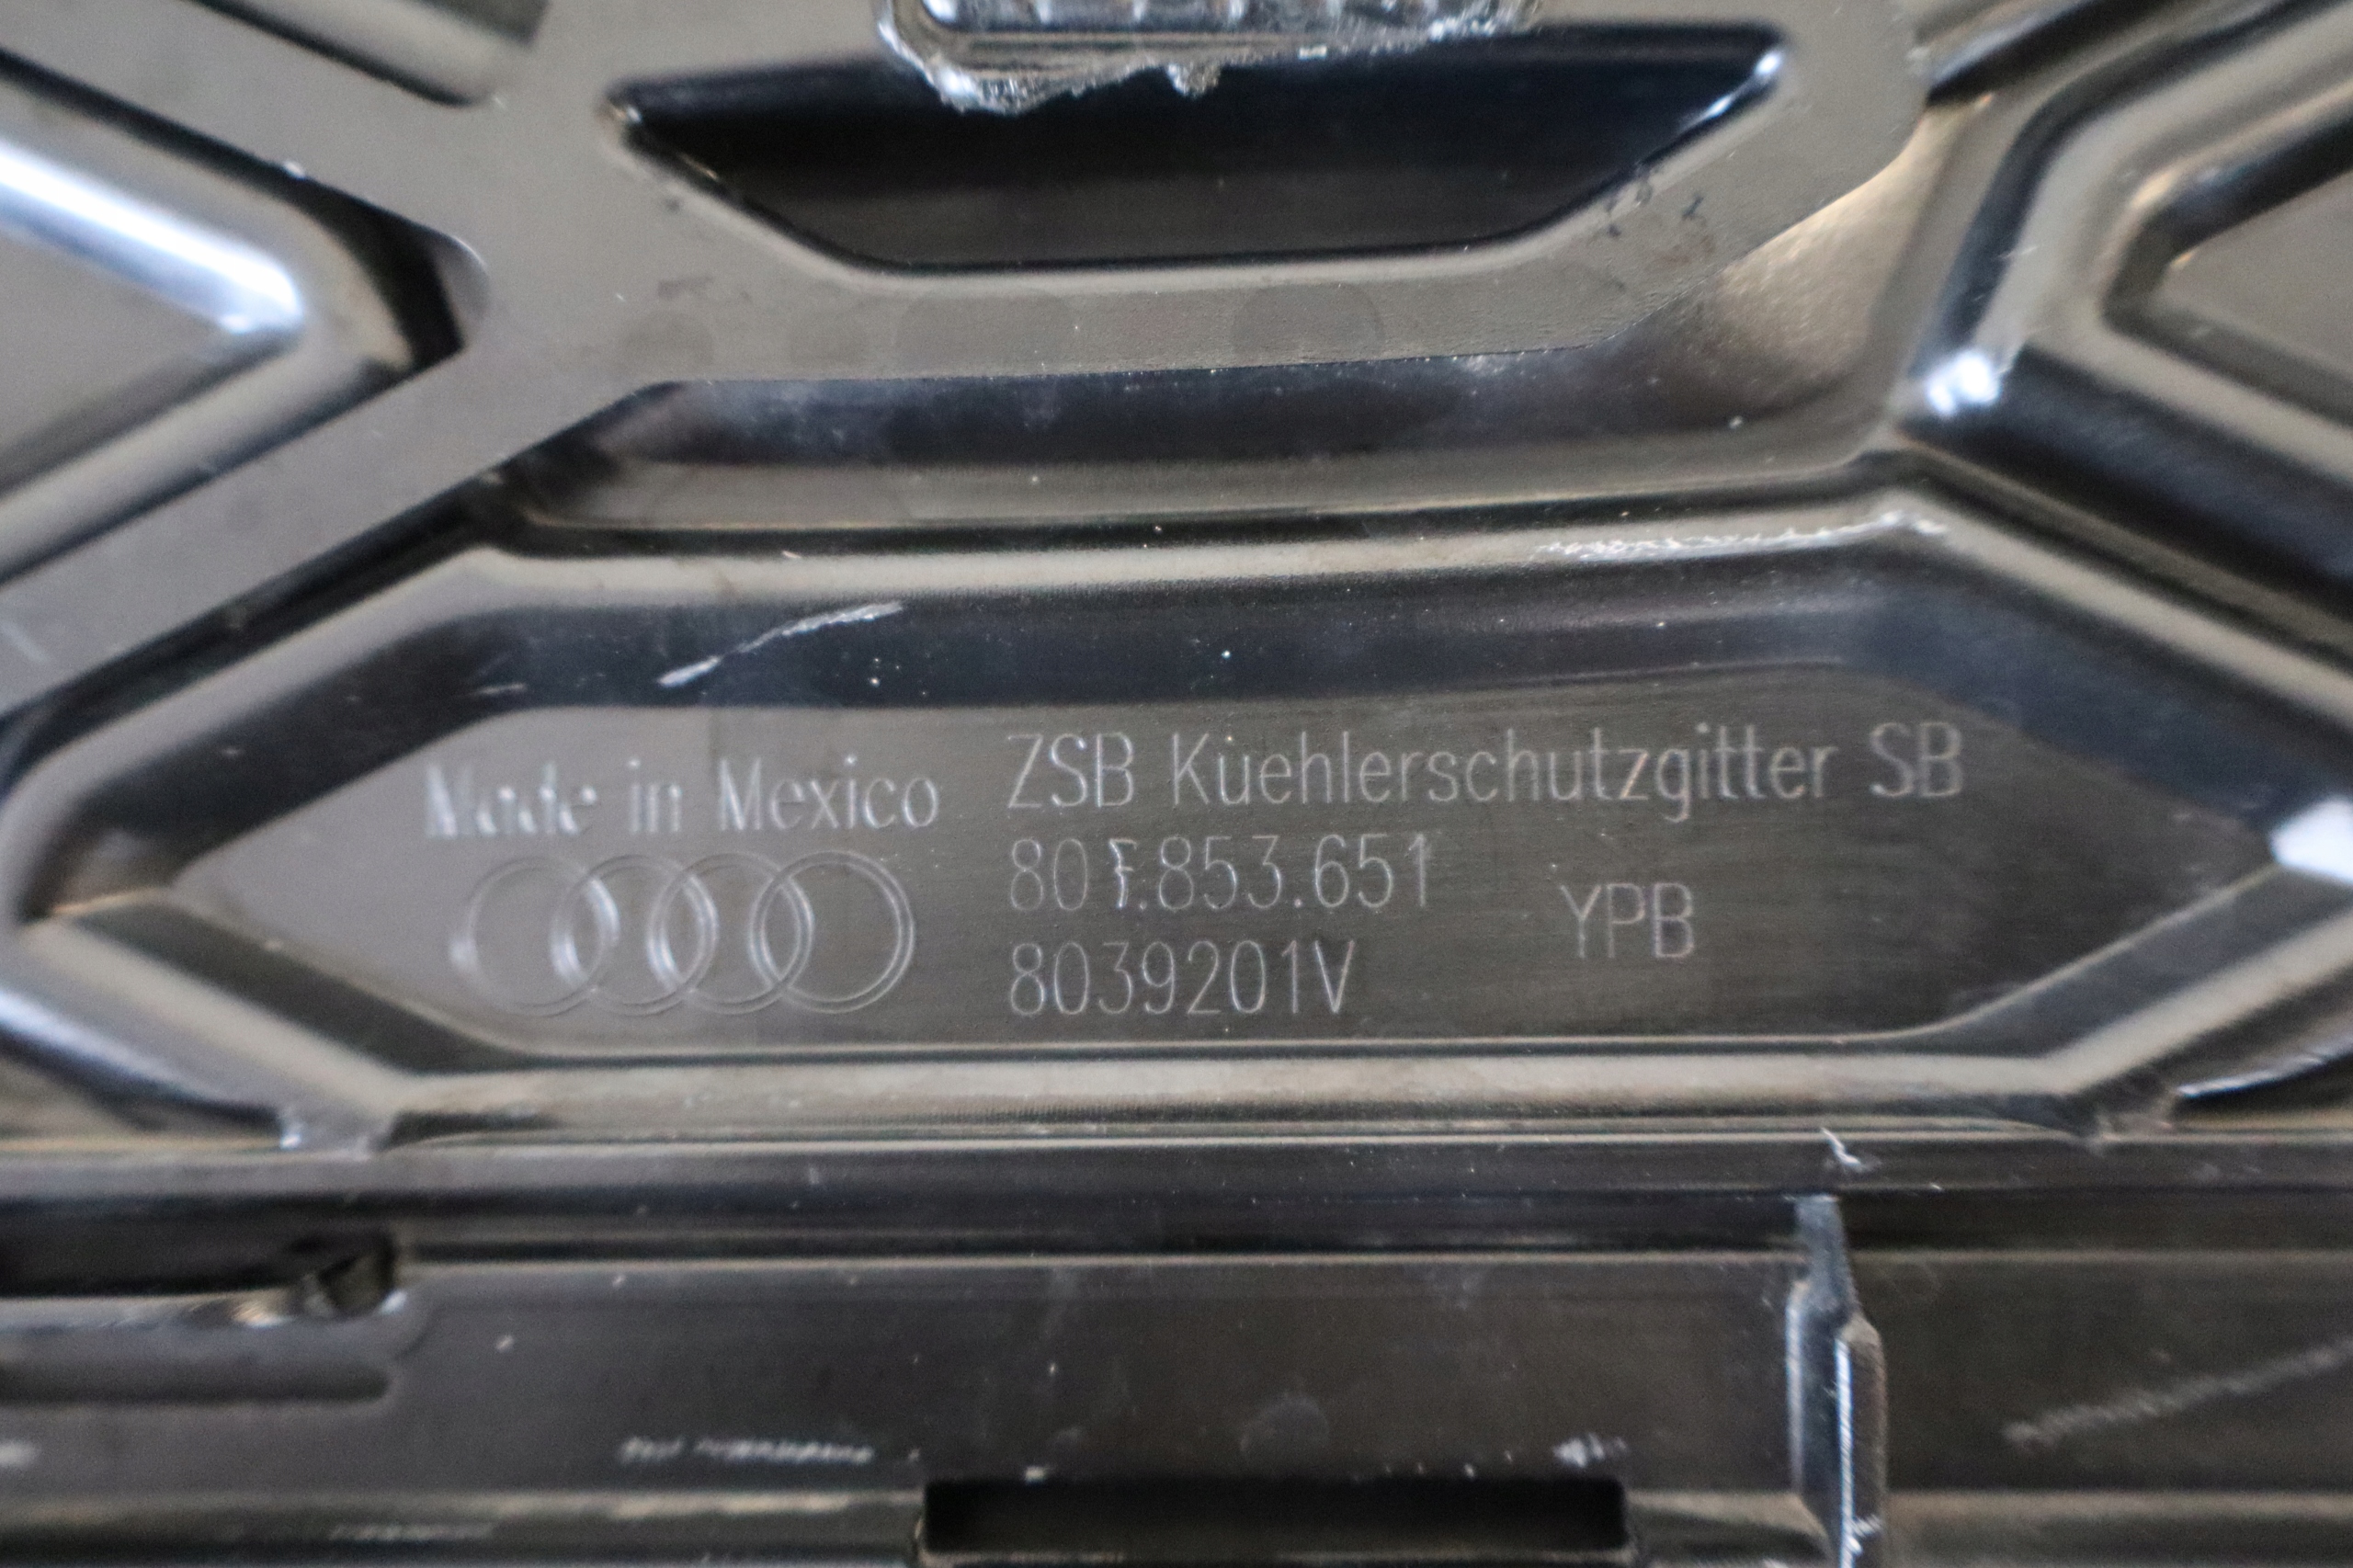 Made in Mexico
ZSB Kuehlerschutzgitter SB
80F.853.651
YPB
8039201V